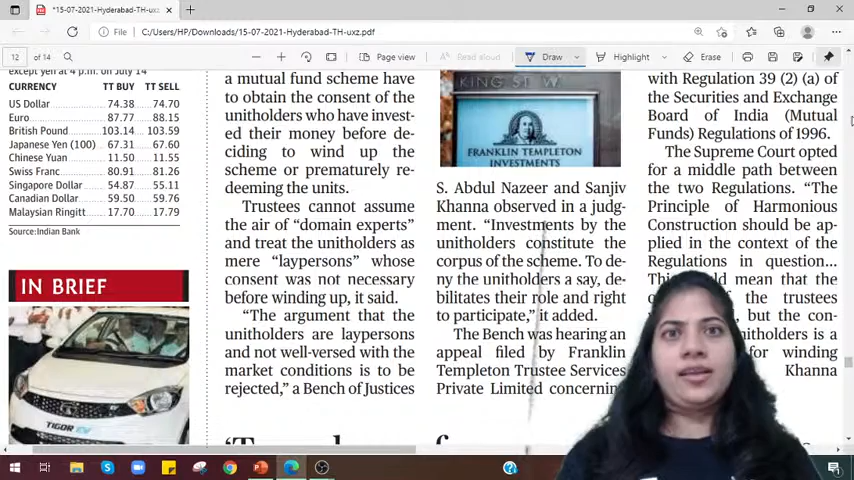 *15-07-2021-Hyderabad-TH-uxz.pdf
File
C:/Users/HP/Downloads/15-07-2021-Hyderabad-TH-uxz.pdf
12 of 14
Page view
Read aloud
Draw
Highlight
Erase
except yen at 4 p.m. on July 14
CURRENCY TT BUY TT SELL
US Dollar 74.38 74.70
Euro 87.77 88.15
British Pound 103.14 103.59
Japanese Yen (100) 67.31 67.60
Chinese Yuan 11.50 11.55
Swiss Franc 80.91 81.26
Singapore Dollar 54.87 55.11
Canadian Dollar 59.50 59.76
Malaysian Ringitt 17.70 17.79
Source:Indian Bank
IN BRIEF
TIGOR EV
a mutual fund scheme have
to obtain the consent of the
unitholders who have invest-
ed their money before de-
ciding to wind up the
scheme or prematurely re-
deeming the units.
Trustees cannot assume
the air of “domain experts”
and treat the unitholders as
mere “laypersons” whose
consent was not necessary
before winding up, it said.
“The argument that the
unitholders are laypersons
and not well-versed with the
market conditions is to be
rejected,” a Bench of Justices
KING ST W
FRANKLIN TEMPLETON
INVESTMENTS
S. Abdul Nazeer and Sanjiv
Khanna observed in a judg-
ment. “Investments by the
unitholders constitute the
corpus of the scheme. To de-
ny the unitholders a say, de-
bilitates their role and right
to participate,” it added.
The Bench was hearing an
appeal filed by Franklin
Templeton Trustee Services
Private Limited concerning
with Regulation 39 (2) (a) of
the Securities and Exchange
Board of India (Mutual
Funds) Regulations of 1996.
The Supreme Court opted
for a middle path between
the two Regulations. “The
Principle of Harmonious
Construction should be ap-
plied in the context of the
Regulations in question...
This would mean that the
of the trustees
but the con-
unitholders is a
for winding
Khanna